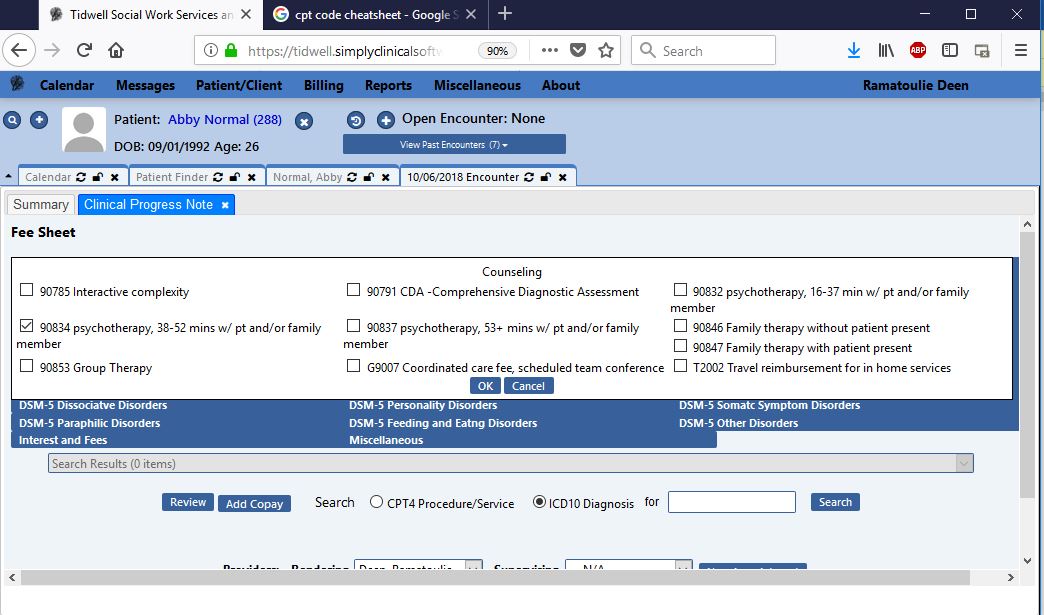 Tidwell Social Work Services an
cpt code cheatsheet - Google S
https://tidwell.simplyclinicalsoftw 90% Search ABP
Calendar Messages Patient/Client Billing Reports Miscellaneous About Ramatoulie Deen
Patient: Abby Normal (288) Open Encounter: None
DOB: 09/01/1992 Age: 26 View Past Encounters (7)
Calendar Patient Finder Normal, Abby 10/06/2018 Encounter
Summary Clinical Progress Note
Fee Sheet
Counseling
90785 Interactive complexity 90791 CDA -Comprehensive Diagnostic Assessment 90832 psychotherapy, 16-37 min w/ pt and/or family
member
90834 psychotherapy, 38-52 mins w/ pt and/or family 90837 psychotherapy, 53+ mins w/ pt and/or family 90846 Family therapy without patient present
member member 90847 Family therapy with patient present
90853 Group Therapy G9007 Coordinated care fee, scheduled team conference T2002 Travel reimbursement for in home services
OK Cancel
DSM-5 Dissociatve Disorders DSM-5 Personality Disorders DSM-5 Somatc Symptom Disorders
DSM-5 Paraphilic Disorders DSM-5 Feeding and Eatng Disorders DSM-5 Other Disorders
Interest and Fees Miscellaneous
Search Results (0 items)
Review Add Copay Search CPT4 Procedure/Service ICD10 Diagnosis for Search
Providers: Rendering Deen, Ramatoulie Supervising N/A